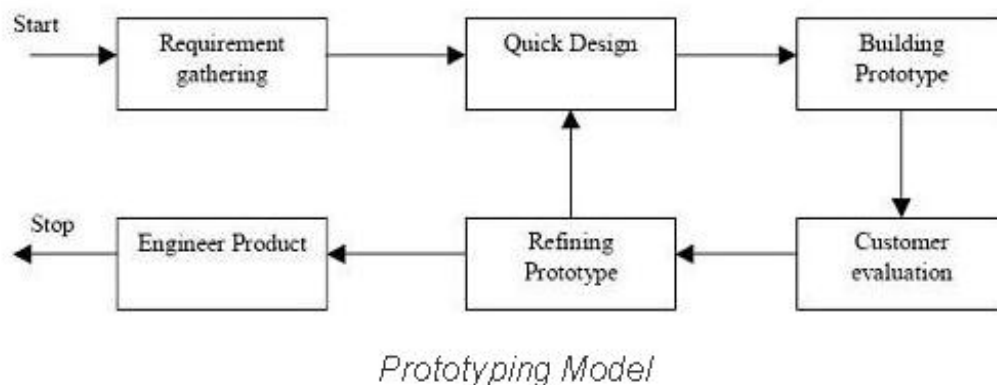 Start
Requirement
gathering
Quick Design
Building
Prototype
Stop
Engineer Product
Refining
Prototype
Customer
evaluation
Prototyping Model